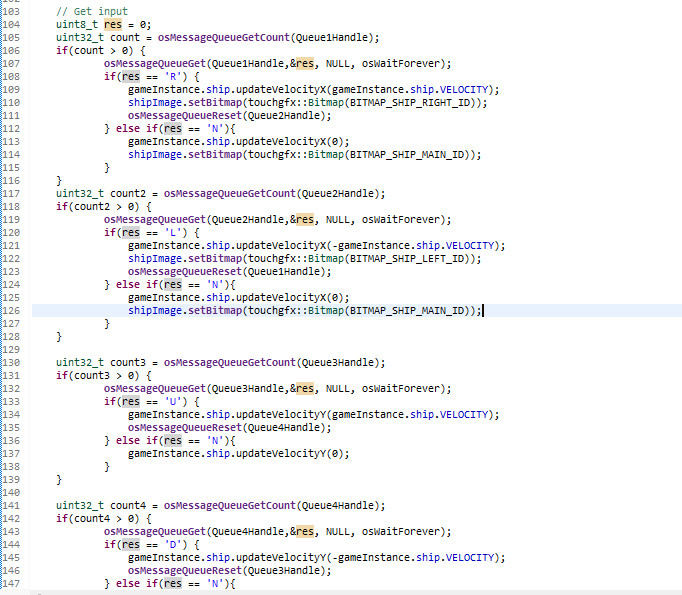 103 // Get input
104 uint8_t res = 0;
105 uint32_t count = osMessageQueueGetCount(Queue1Handle);
106 if(count > 0) {
107 osMessageQueueGet(Queue1Handle,&res, NULL, osWaitForever);
108 if(res == 'R') {
109 gameInstance.ship.updateVelocityX(gameInstance.ship.VELOCITY);
110 shipImage.setBitmap(touchgfx::Bitmap(BITMAP_SHIP_RIGHT_ID));
111 osMessageQueueReset(Queue2Handle);
112 } else if(res == 'N'){
113 gameInstance.ship.updateVelocityX(0);
114 shipImage.setBitmap(touchgfx::Bitmap(BITMAP_SHIP_MAIN_ID));
115 }
116 }
117 uint32_t count2 = osMessageQueueGetCount(Queue2Handle);
118 if(count2 > 0) {
119 osMessageQueueGet(Queue2Handle,&res, NULL, osWaitForever);
120 if(res == 'L') {
121 gameInstance.ship.updateVelocityX(-gameInstance.ship.VELOCITY);
122 shipImage.setBitmap(touchgfx::Bitmap(BITMAP_SHIP_LEFT_ID));
123 osMessageQueueReset(Queue1Handle);
124 } else if(res == 'N'){
125 gameInstance.ship.updateVelocityX(0);
126 shipImage.setBitmap(touchgfx::Bitmap(BITMAP_SHIP_MAIN_ID));
127 }
128 }
129
130 uint32_t count3 = osMessageQueueGetCount(Queue3Handle);
131 if(count3 > 0) {
132 osMessageQueueGet(Queue3Handle,&res, NULL, osWaitForever);
133 if(res == 'U') {
134 gameInstance.ship.updateVelocityY(gameInstance.ship.VELOCITY);
135 osMessageQueueReset(Queue4Handle);
136 } else if(res == 'N'){
137 gameInstance.ship.updateVelocityY(0);
138 }
139 }
140
141 uint32_t count4 = osMessageQueueGetCount(Queue4Handle);
142 if(count4 > 0) {
143 osMessageQueueGet(Queue4Handle,&res, NULL, osWaitForever);
144 if(res == 'D') {
145 gameInstance.ship.updateVelocityY(-gameInstance.ship.VELOCITY);
146 osMessageQueueReset(Queue3Handle);
147 } else if(res == 'N'){